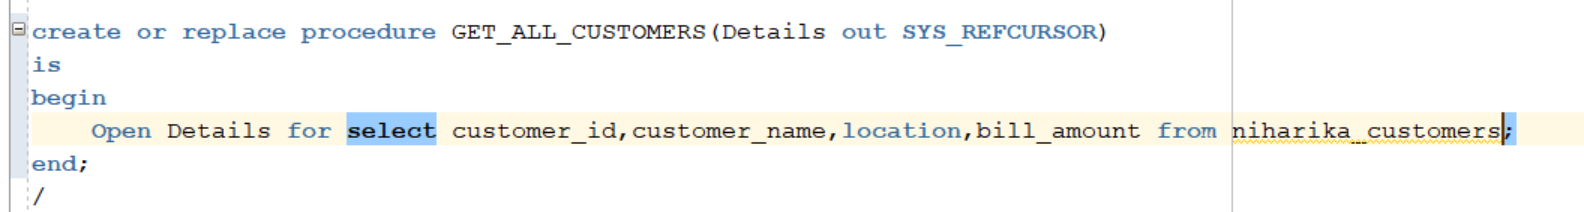 create or replace procedure GET_ALL_CUSTOMERS(Details out SYS_REFCURSOR)
is
begin
    Open Details for select customer_id,customer_name,location,bill_amount from niharika_customers;
end;
/